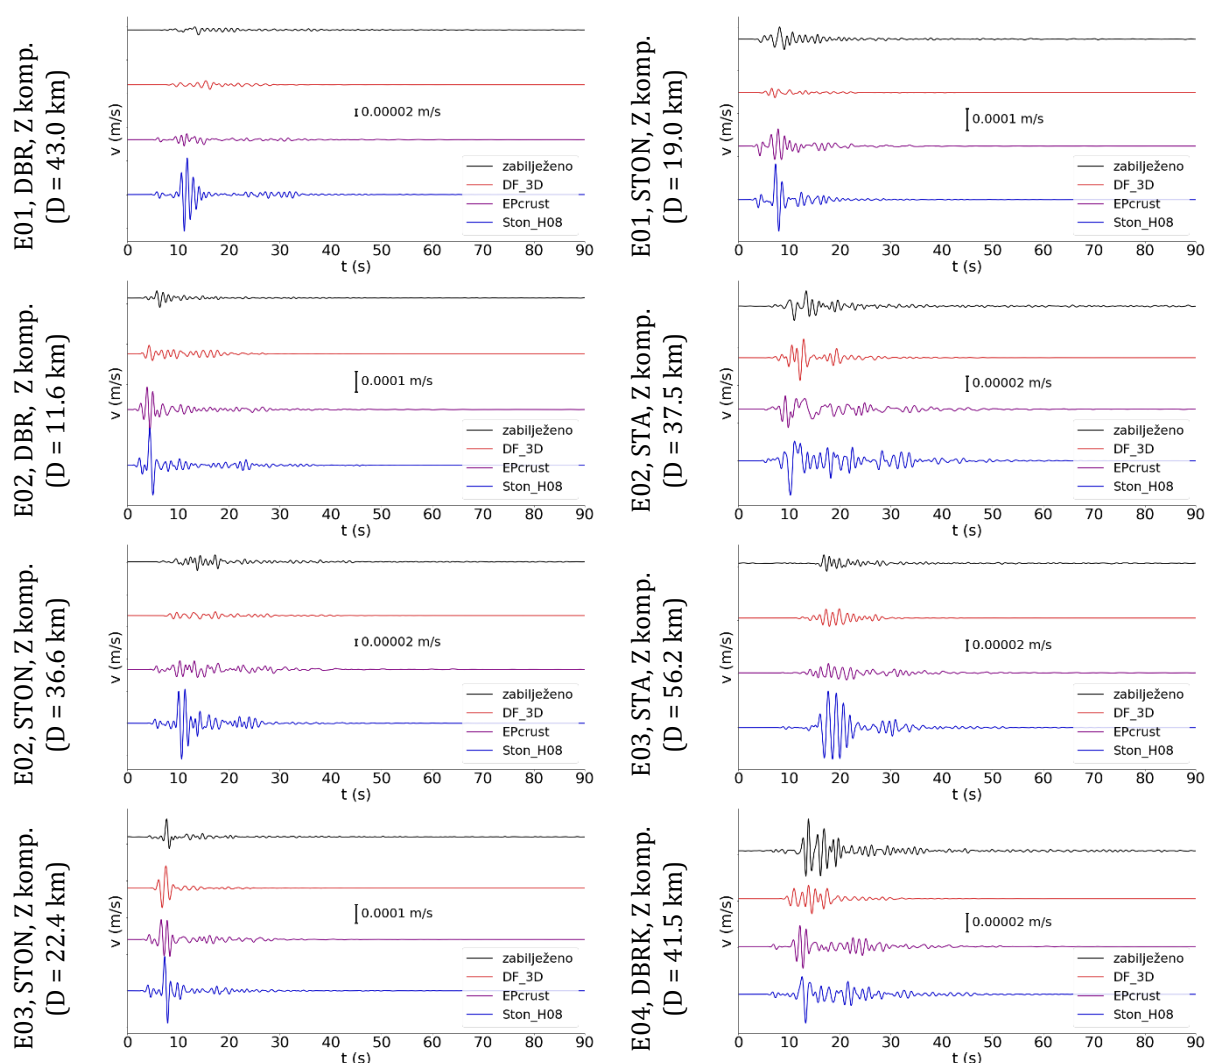 E01, DBR, Z komp.
(D = 43.0 km)
v (m/s)
0.00002 m/s
zabilježeno
DF_3D
EPcrust
Ston_H08
0 10 20 30 40 50 60 70 80 90
t (s)
E01, STON, Z komp.
(D = 19.0 km)
v (m/s)
0.0001 m/s
zabilježeno
DF_3D
EPcrust
Ston_H08
0 10 20 30 40 50 60 70 80 90
t (s)
E02, DBR, Z komp.
(D = 11.6 km)
v (m/s)
0.0001 m/s
zabilježeno
DF_3D
EPcrust
Ston_H08
0 10 20 30 40 50 60 70 80 90
t (s)
E02, STA, Z komp.
(D = 37.5 km)
v (m/s)
0.00002 m/s
zabilježeno
DF_3D
EPcrust
Ston_H08
0 10 20 30 40 50 60 70 80 90
t (s)
E02, STON, Z komp.
(D = 36.6 km)
v (m/s)
0.00002 m/s
zabilježeno
DF_3D
EPcrust
Ston_H08
0 10 20 30 40 50 60 70 80 90
t (s)
E03, STA, Z komp.
(D = 56.2 km)
v (m/s)
0.00002 m/s
zabilježeno
DF_3D
EPcrust
Ston_H08
0 10 20 30 40 50 60 70 80 90
t (s)
E03, STON, Z komp.
(D = 22.4 km)
v (m/s)
0.0001 m/s
zabilježeno
DF_3D
EPcrust
Ston_H08
0 10 20 30 40 50 60 70 80 90
t (s)
E04, DBRK, Z komp.
(D = 41.5 km)
v (m/s)
0.00002 m/s
zabilježeno
DF_3D
EPcrust
Ston_H08
0 10 20 30 40 50 60 70 80 90
t (s)